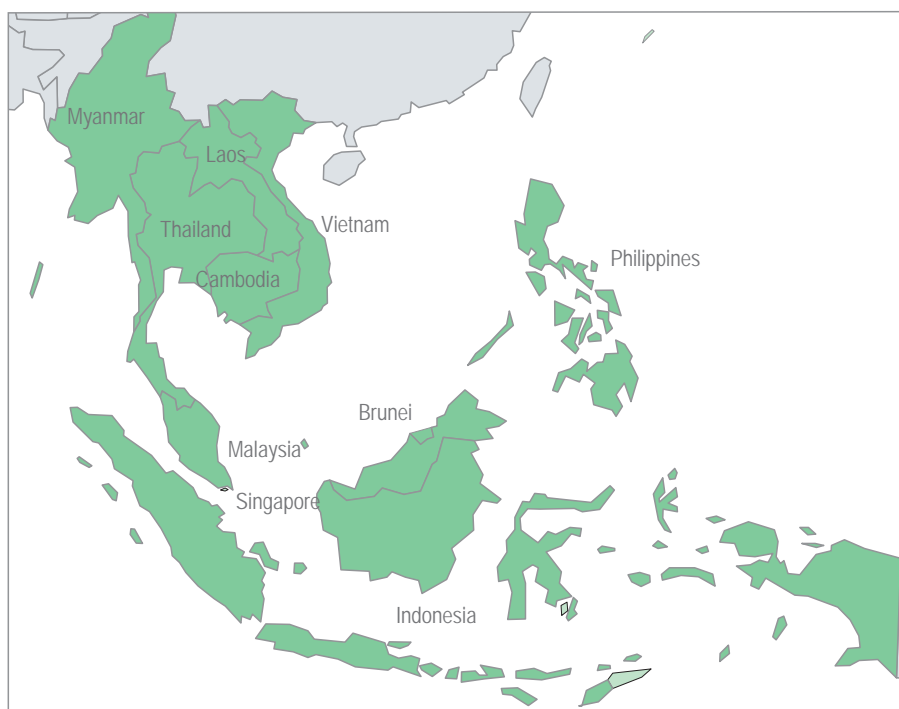 Myanmar
Laos
Thailand
Vietnam
Cambodia
Philippines
Brunei
Malaysia
Singapore
Indonesia